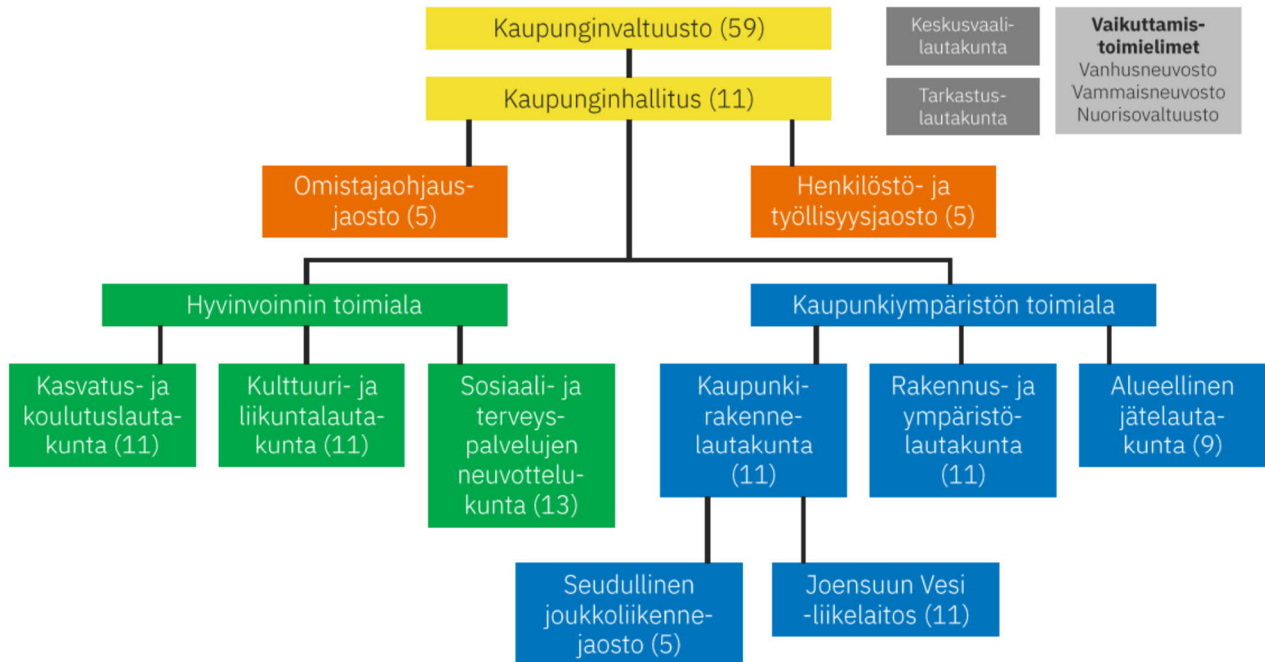 Kaupunginvaltuusto (59)
Kaupunginhallitus (11)
Keskusvaali-
lautakunta
Tarkastus-
lautakunta
Vaikuttamis-
toimielimet
Vanhusneuvosto
Vammaisneuvosto
Nuorisovaltuusto
Omistajaohjaus-
jaosto (5)
Henkilöstö- ja
työllisyysjaosto (5)
Hyvinvoinnin toimiala
Kaupunkiympäristön toimiala
Kasvatus- ja
koulutuslauta-
kunta (11)
Kulttuuri- ja
liikuntalauta-
kunta (11)
Sosiaali- ja
terveys-
palvelujen
neuvottelu-
kunta (13)
Kaupunki-
rakenne-
lautakunta
(11)
Rakennus- ja
ympäristö-
lautakunta
(11)
Alueellinen
jätelauta-
kunta (9)
Seudullinen
joukkoliikenne-
jaosto (5)
Joensuun Vesi
-liikelaitos (11)